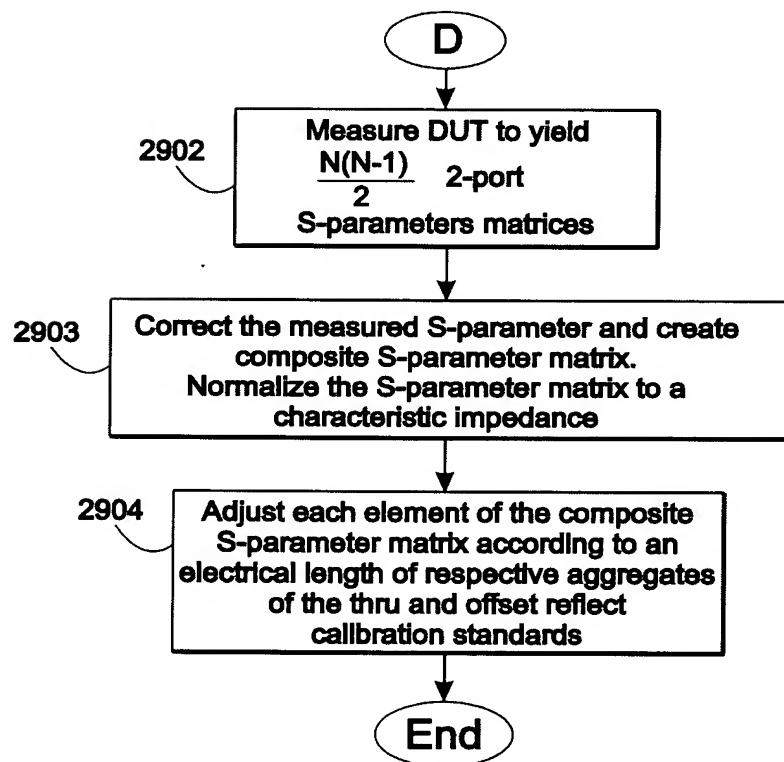 D
2902
Measure DUT to yield
N(N-1)
2
2-port
S-parameters matrices
2903
Correct the measured S-parameter and create
composite S-parameter matrix.
Normalize the S-parameter matrix to a
characteristic impedance
2904
Adjust each element of the composite
S-parameter matrix according to an
electrical length of respective aggregates
of the thru and offset reflect
callbration standards
End